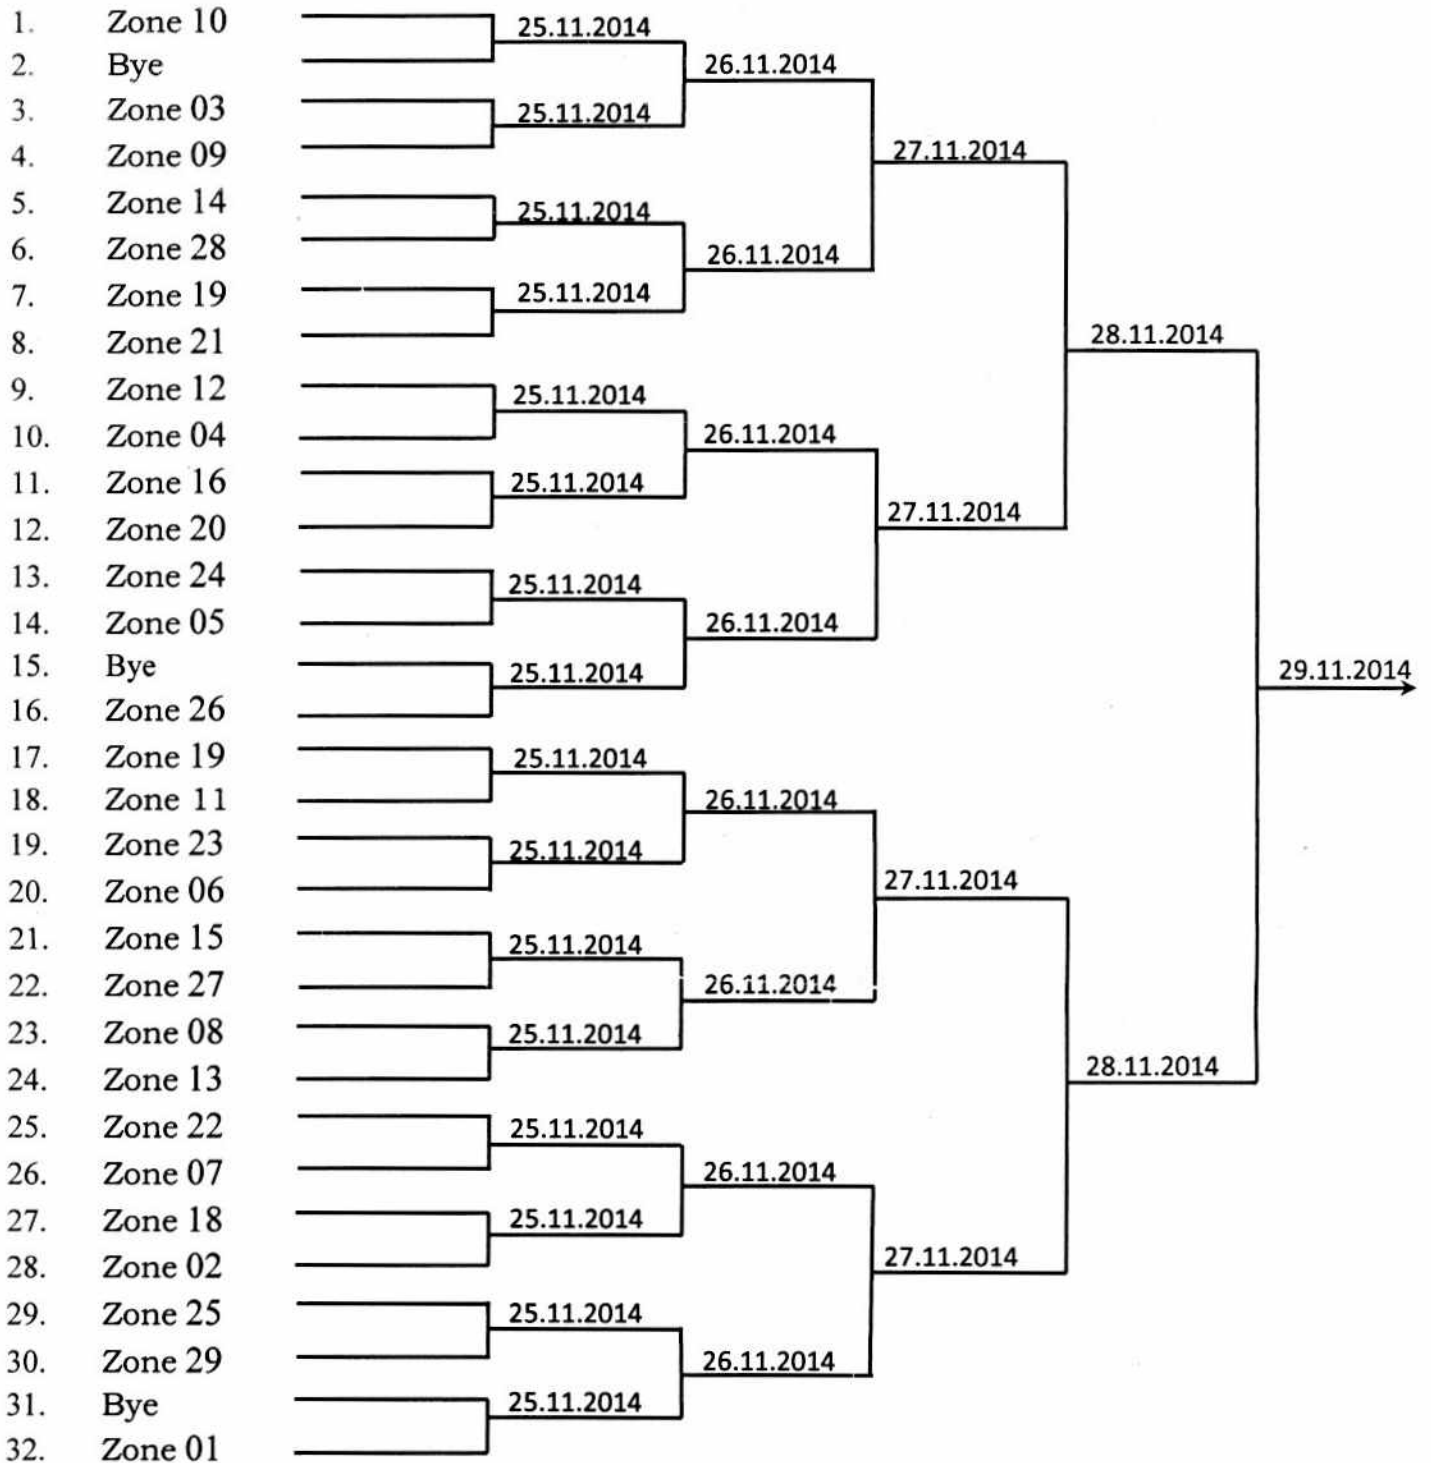 1. Zone 10
25.11.2014
2. Bye
26.11.2014
3. Zone 03
25.11.2014
4. Zone 09
27.11.2014
5. Zone 14
25.11.2014
6. Zone 28
26.11.2014
7. Zone 19
25.11.2014
8. Zone 21
28.11.2014
9. Zone 12
25.11.2014
10. Zone 04
26.11.2014
11. Zone 16
25.11.2014
12. Zone 20
27.11.2014
13. Zone 24
25.11.2014
14. Zone 05
26.11.2014
15. Bye
25.11.2014
29.11.2014
16. Zone 26
17. Zone 19
25.11.2014
18. Zone 11
26.11.2014
19. Zone 23
25.11.2014
20. Zone 06
27.11.2014
21. Zone 15
25.11.2014
22. Zone 27
26.11.2014
23. Zone 08
25.11.2014
24. Zone 13
28.11.2014
25. Zone 22
25.11.2014
26. Zone 07
26.11.2014
27. Zone 18
25.11.2014
28. Zone 02
27.11.2014
29. Zone 25
25.11.2014
30. Zone 29
26.11.2014
31. Bye
25.11.2014
32. Zone 01